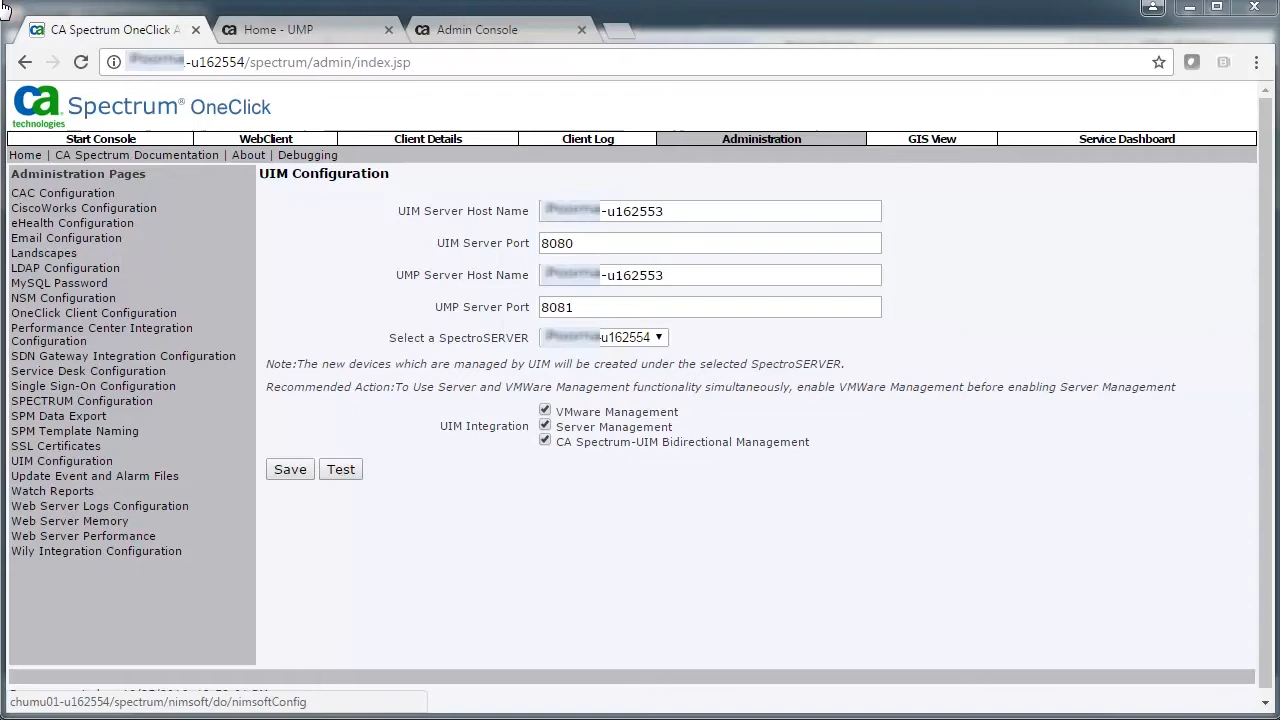 CA Spectrum OneClick A
ca Home - UMP
ca Admin Console
-u162554/spectrum/admin/index.jsp
ca technologies Spectrum® OneClick
Start Console WebClient Client Details Client Log Administration GIS View Service Dashboard
Home | CA Spectrum Documentation | About | Debugging
Administration Pages
CAC Configuration
CiscoWorks Configuration
eHealth Configuration
Email Configuration
Landscapes
LDAP Configuration
MySQL Password
NSM Configuration
OneClick Client Configuration
Performance Center Integration
Configuration
SDN Gateway Integration Configuration
Service Desk Configuration
Single Sign-On Configuration
SPECTRUM Configuration
SPM Data Export
SPM Template Naming
SSL Certificates
UIM Configuration
Update Event and Alarm Files
Watch Reports
Web Server Logs Configuration
Web Server Memory
Web Server Performance
Wily Integration Configuration
UIM Configuration
UIM Server Host Name -u162553
UIM Server Port 8080
UMP Server Host Name -u162553
UMP Server Port 8081
Select a SpectroSERVER u162554
Note:The new devices which are managed by UIM will be created under the selected SpectroSERVER.
Recommended Action:To Use Server and VMWare Management functionality simultaneously, enable VMWare Management before enabling Server Management
UIM Integration
VMware Management
Server Management
CA Spectrum-UIM Bidirectional Management
Save Test
chumu01-u162554/spectrum/nimsoft/do/nimsoftConfig